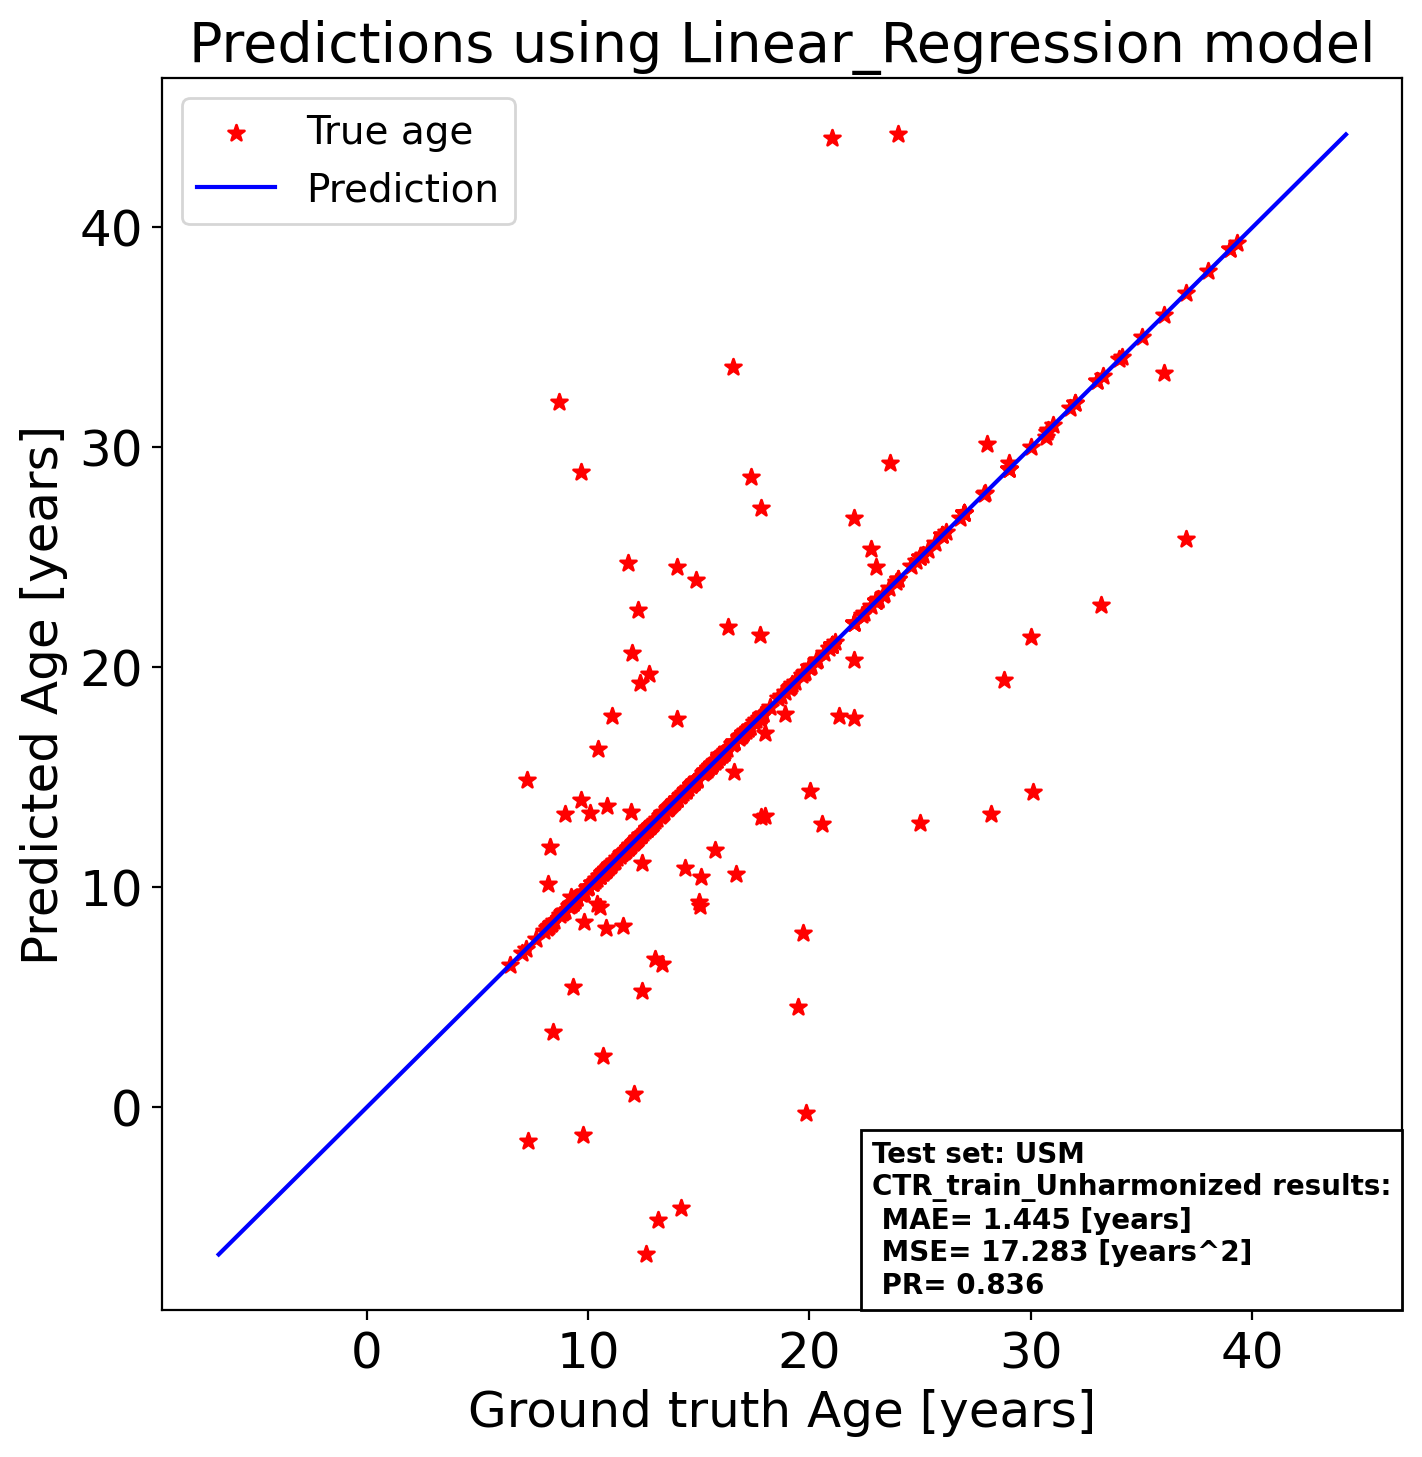 Predictions using Linear_Regression model
True age
Prediction
Predicted Age [years]
40
30
20
10
0
Test set: USM
CTR_train_Unharmonized results:
MAE= 1.445 [years]
MSE= 17.283 [years^2]
PR= 0.836
0 10 20 30 40
Ground truth Age [years]